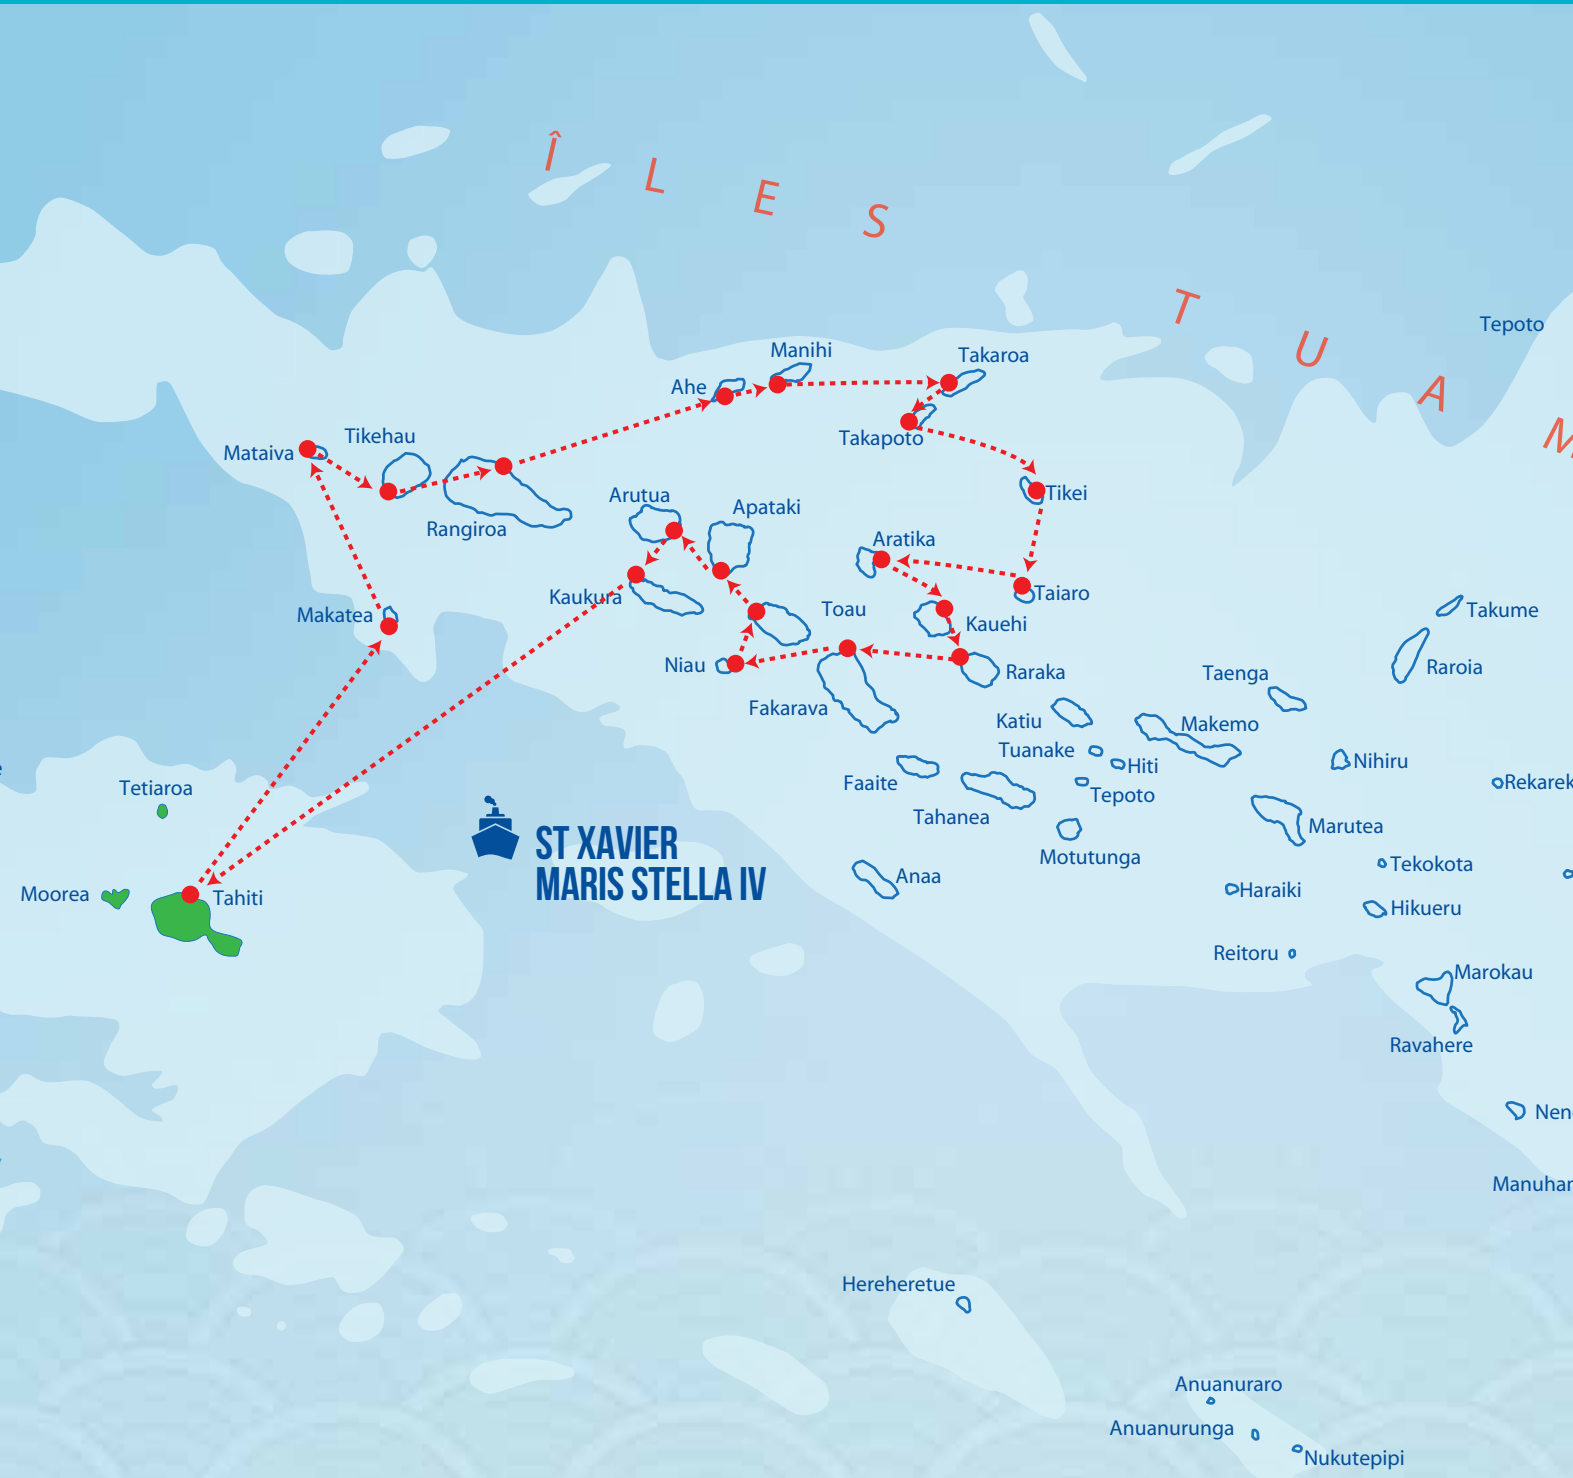 ÎLES TUAM
Tepoto
Manihi
Takaroa
Ahe
Takapoto
Tikehau
Mataiva
Rangiroa
Tikei
Arutua
Apataki
Aratika
Kaukura
Taiaro
Makatea
Toau
Kauehi
Takume
Niau
Raraka
Taenga
Raroia
Fakarava
Katiu
Makemo
Tuanake
Hiti
Nihiru
Faaite
Tepoto
Rekarek
Tetiaroa
Tahanea
Marutea
ST XAVIER
MARIS STELLA IV
Motutunga
Tekokota
Anaa
Haraiki
Moorea
Tahiti
Hikueru
Reitoru
Marokau
Ravahere
Nen
Manuhan
Hereheretue
Anuanuraro
Anuanurunga
Nukutepipi